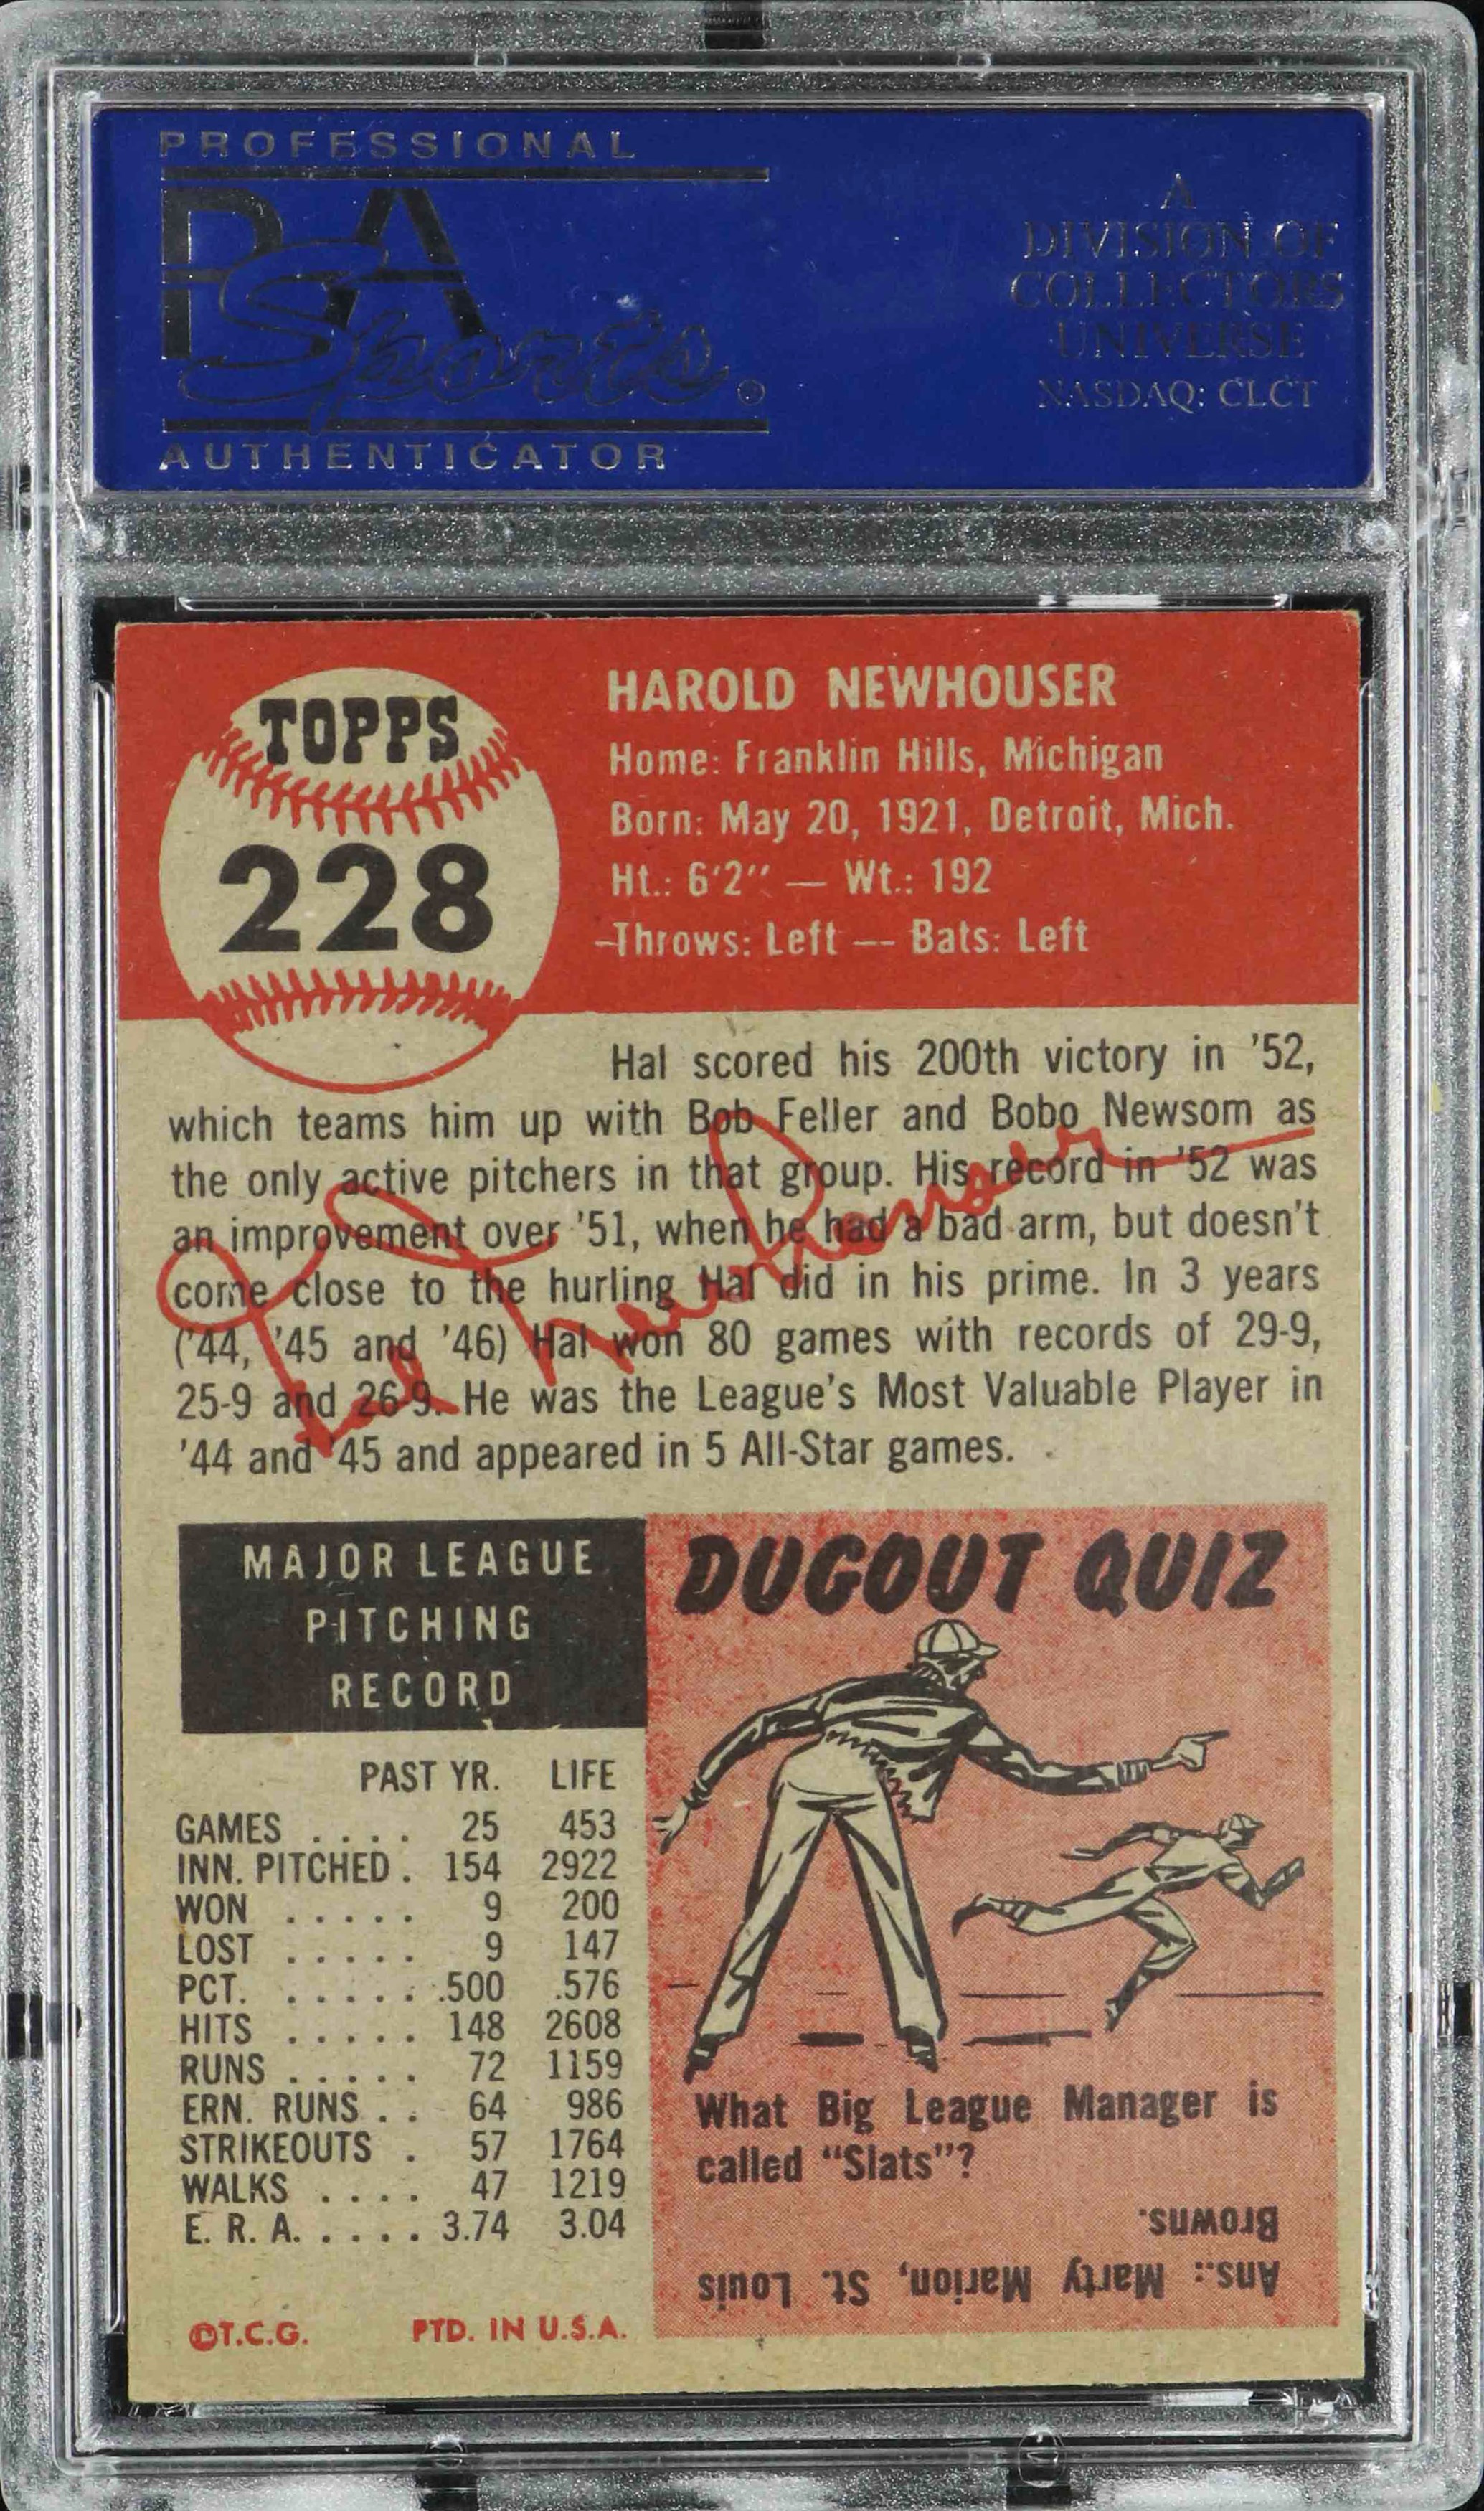 PROFESSIONAL
PSA
Sports®
AUTHENTICATOR
A
DIVISION OF
COLLECTORS
UNIVERSE
NASDAQ: CLCT
TOPPS
228
HAROLD NEWHOUSER
Home: Franklin Hills, Michigan
Born: May 20, 1921, Detroit, Mich.
Ht.: 6'2" — Wt.: 192
Throws: Left — Bats: Left
Hal scored his 200th victory in '52,
which teams him up with Bob Feller and Bobo Newsom as
the only active pitchers in that group. His record in '52 was
an improvement over '51, when he had a bad arm, but doesn't
come close to the hurling Hal did in his prime. In 3 years
('44, '45 and '46) Hal won 80 games with records of 29-9,
25-9 and 26-9. He was the League's Most Valuable Player in
'44 and '45 and appeared in 5 All-Star games.
Hal Newhouser
MAJOR LEAGUE
PITCHING
RECORD
PAST YR. LIFE
GAMES .... 25 453
INN. PITCHED . 154 2922
WON ..... 9 200
LOST ..... 9 147
PCT. ..... .500 .576
HITS ..... 148 2608
RUNS ..... 72 1159
ERN. RUNS .. 64 986
STRIKEOUTS . 57 1764
WALKS .... 47 1219
E. R. A. ..... 3.74 3.04
©T.C.G. PTD. IN U.S.A.
DUGOUT QUIZ
What Big League Manager is
called "Slats"?
Ans.: Marty Marion, St. Louis
Browns.